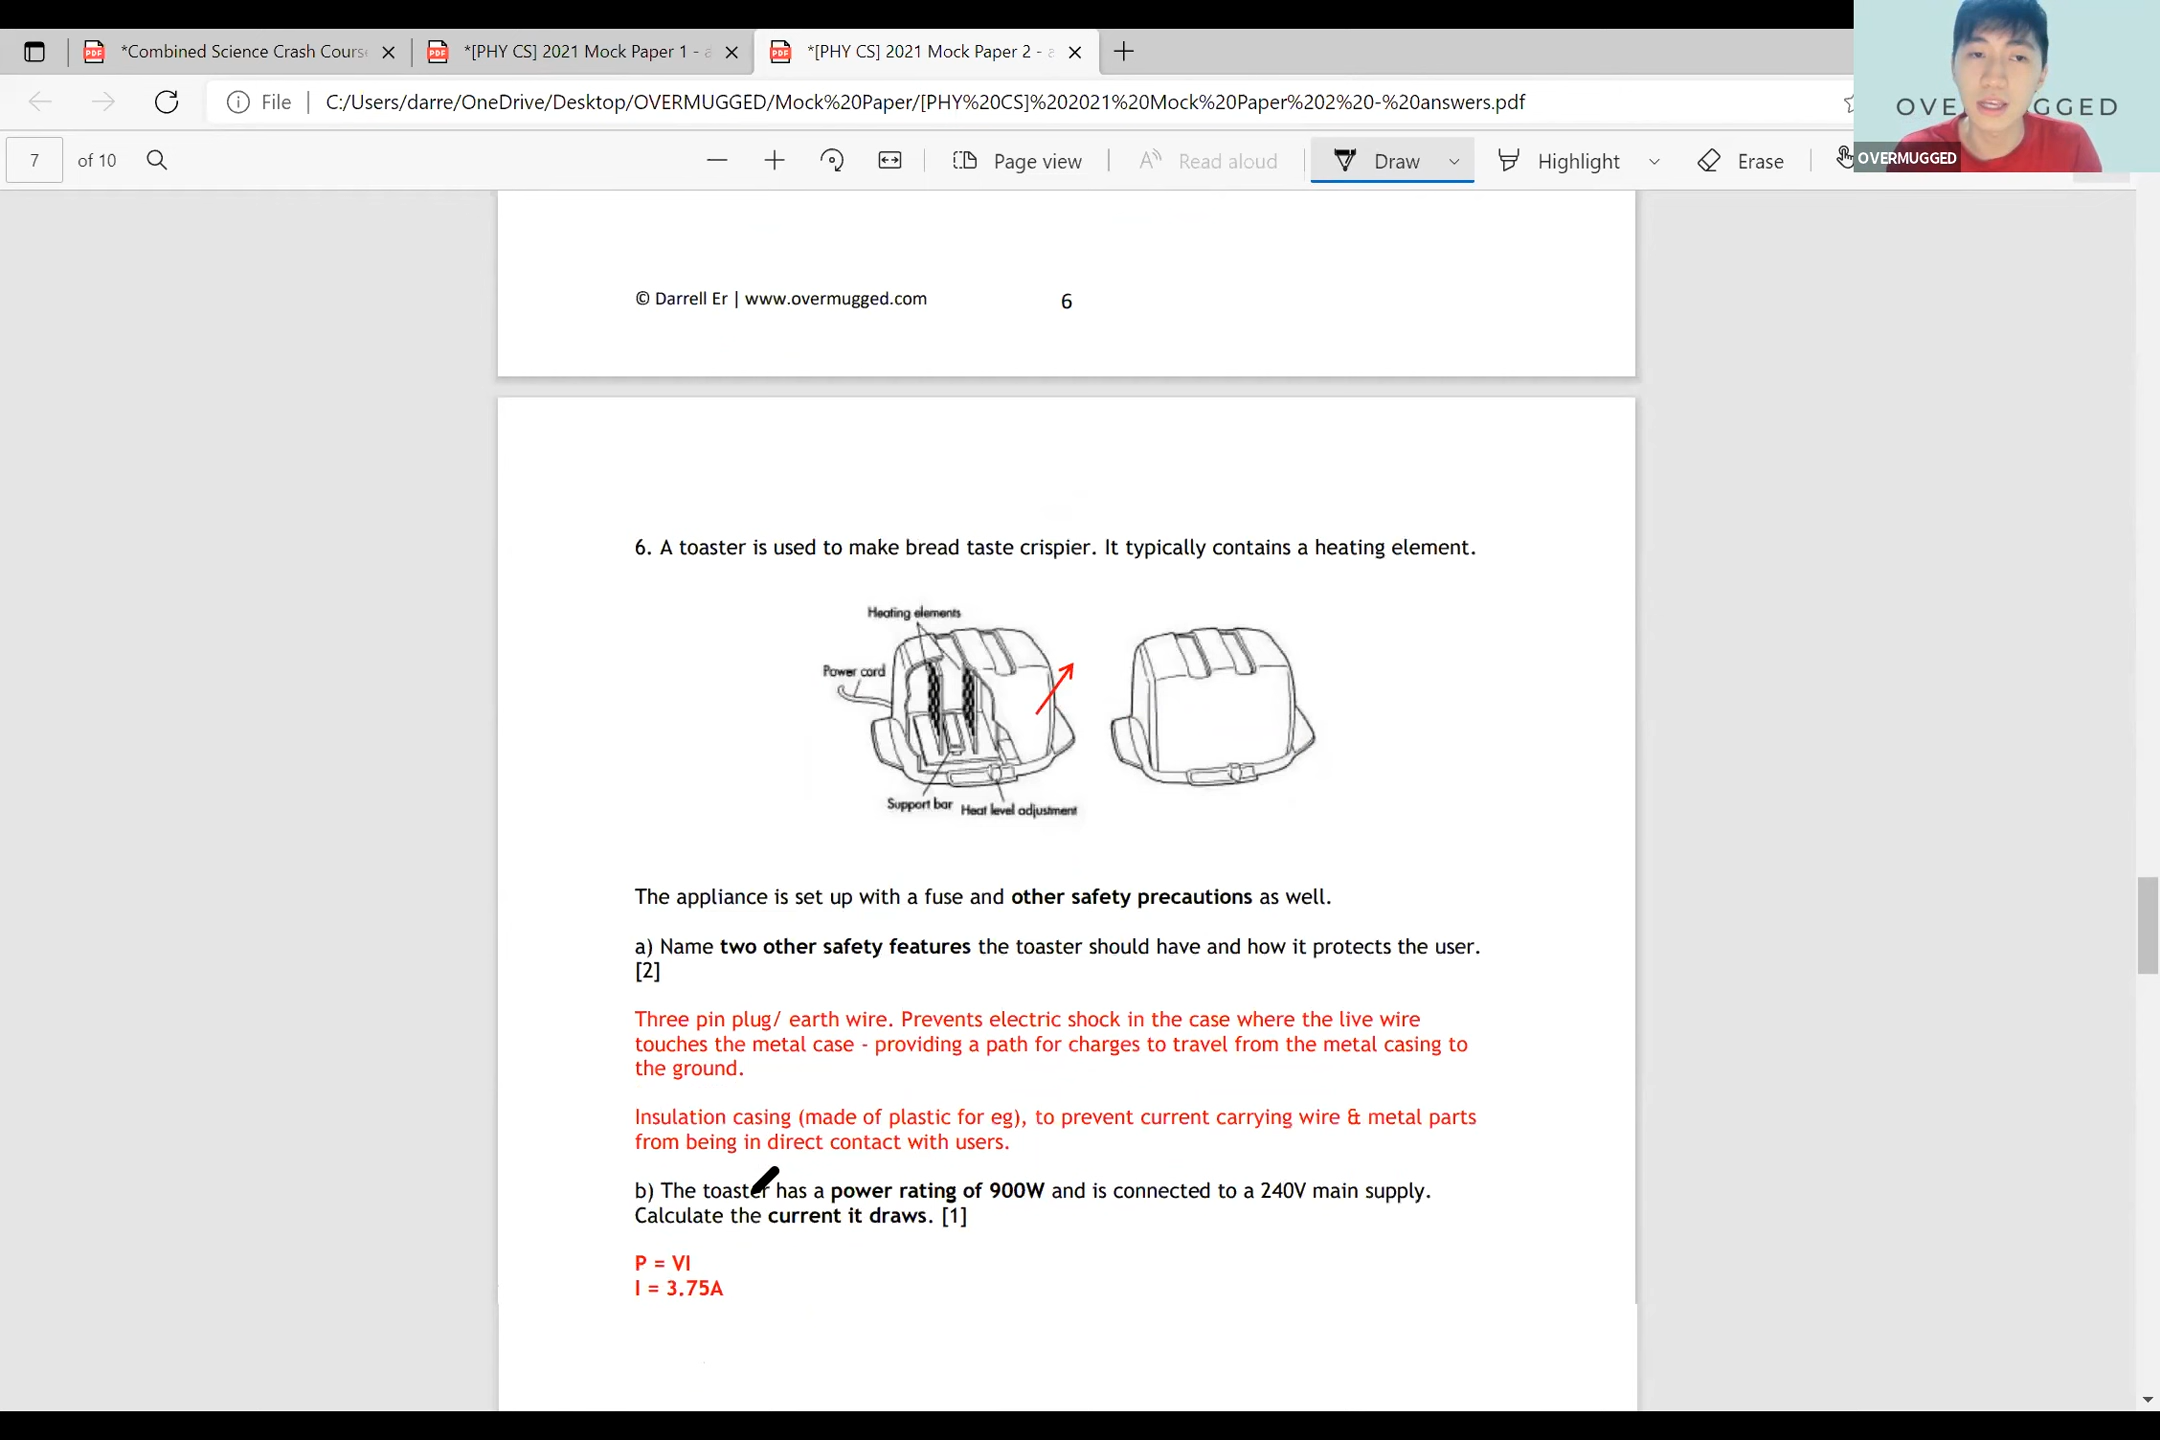 *Combined Science Crash Cours
*[PHY CS] 2021 Mock Paper 1 - a
*[PHY CS] 2021 Mock Paper 2 - a
File | C:/Users/darre/OneDrive/Desktop/OVERMUGGED/Mock%20Paper/[PHY%20CS]%202021%20Mock%20Paper%202%20-%20answers.pdf
OVE GGED
7 of 10
Page view
Read aloud
Draw
Highlight
Erase
OVERMUGGED
© Darrell Er | www.overmugged.com
6
6. A toaster is used to make bread taste crispier. It typically contains a heating element.
Heating elements
Power cord
Support bar
Heat level adjustment
The appliance is set up with a fuse and other safety precautions as well.
a) Name two other safety features the toaster should have and how it protects the user.
[2]
Three pin plug/ earth wire. Prevents electric shock in the case where the live wire
touches the metal case - providing a path for charges to travel from the metal casing to
the ground.
Insulation casing (made of plastic for eg), to prevent current carrying wire & metal parts
from being in direct contact with users.
b) The toaster has a power rating of 900W and is connected to a 240V main supply.
Calculate the current it draws. [1]
P = VI
I = 3.75A